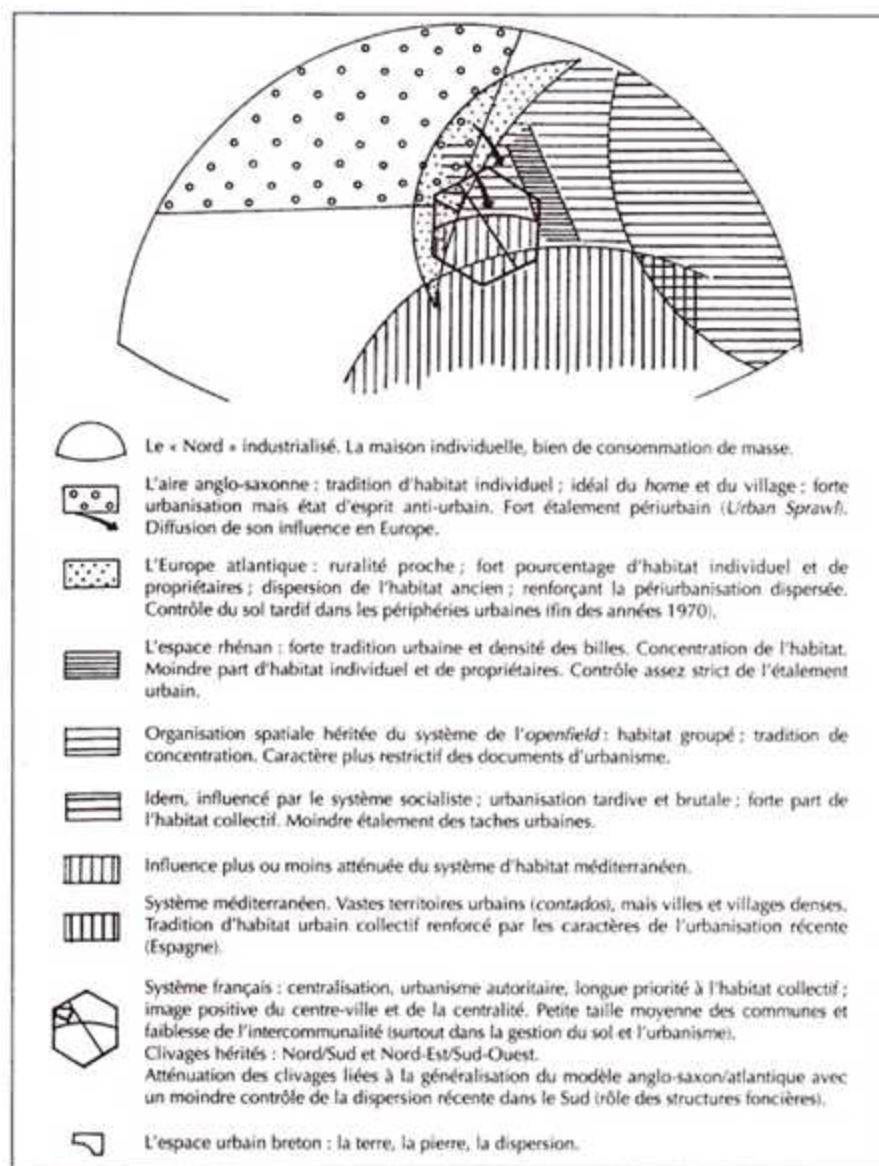 Le « Nord » industrialisé. La maison individuelle, bien de consommation de masse.
L'aire anglo-saxonne : tradition d'habitat individuel ; idéal du home et du village ; forte
urbanisation mais état d'esprit anti-urbain. Fort étalement périurbain (Urban Sprawl).
Diffusion de son influence en Europe.
L'Europe atlantique : ruralité proche ; fort pourcentage d'habitat individuel et de
propriétaires ; dispersion de l'habitat ancien ; renforçant la périurbanisation dispersée.
Contrôle du sol tardif dans les périphéries urbaines (fin des années 1970).
L'espace rhénan : forte tradition urbaine et densité des billes. Concentration de l'habitat.
Moindre part d'habitat individuel et de propriétaires. Contrôle assez strict de l'étalement
urbain.
Organisation spatiale héritée du système de l'openfield : habitat groupé ; tradition de
concentration. Caractère plus restrictif des documents d'urbanisme.
Idem, influencé par le système socialiste ; urbanisation tardive et brutale ; forte part de
l'habitat collectif. Moindre étalement des taches urbaines.
Influence plus ou moins atténuée du système d'habitat méditerranéen.
Système méditerranéen. Vastes territoires urbains (contados), mais villes et villages denses.
Tradition d'habitat urbain collectif renforcé par les caractères de l'urbanisation récente
(Espagne).
Système français : centralisation, urbanisme autoritaire, longue priorité à l'habitat collectif ;
image positive du centre-ville et de la centralité. Petite taille moyenne des communes et
faiblesse de l'intercommunalité (surtout dans la gestion du sol et l'urbanisme).
Clivages hérités : Nord/Sud et Nord-Est/Sud-Ouest.
Atténuation des clivages liées à la généralisation du modèle anglo-saxon/atlantique avec
un moindre contrôle de la dispersion récente dans le Sud (rôle des structures foncières).
L'espace urbain breton : la terre, la pierre, la dispersion.